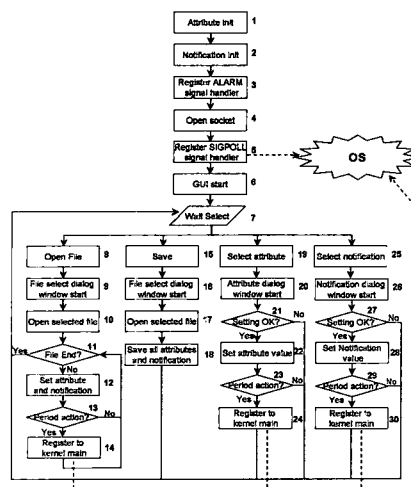 Attribute init 1
Notification init 2
Register ALARM
signal handler 3
Open socket 4
Register SIGPOLL
signal handler 5
OS
GUI start 6
Wait Select 7
Open File 8
File select dialog
window start 9
Open selected file 10
File End? 11
Yes
No
Set attribute
and notification 12
Period action? 13
No
Yes
Register to
kernel main 14
Save 15
File select dialog
window start 16
Open selected file 17
Save all attributes
and notification 18
Select attribute 19
Attribute dialog
window start 20
Setting OK? 21
No
Yes
Set attribute value 22
Period action? 23
No
Yes
Register to
kernel main 24
Select notification 25
Notification dialog
window start 26
Setting OK? 27
No
Yes
Set Notification
value 28
Period action? 29
No
Yes
Register to
kernel main 30